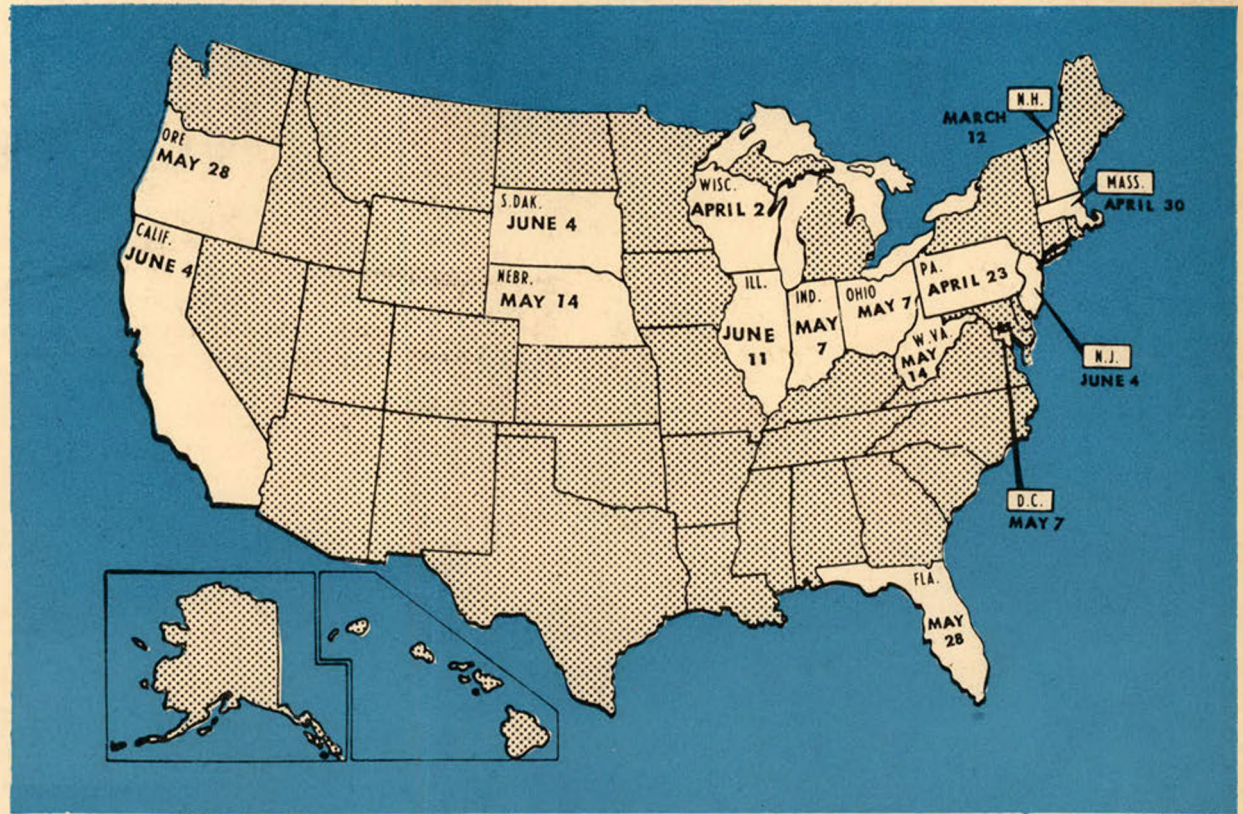 N.H.
MARCH
12
ORE
MAY 28
MASS.
APRIL 30
WISC.
APRIL 2
S.DAK.
JUNE 4
CALIF.
JUNE 4
NEBR.
MAY 14
ILL.
JUNE
11
IND.
MAY
7
OHIO
MAY 7
PA.
APRIL 23
W.VA.
MAY
14
N.J.
JUNE 4
D.C.
MAY 7
FLA.
MAY
28